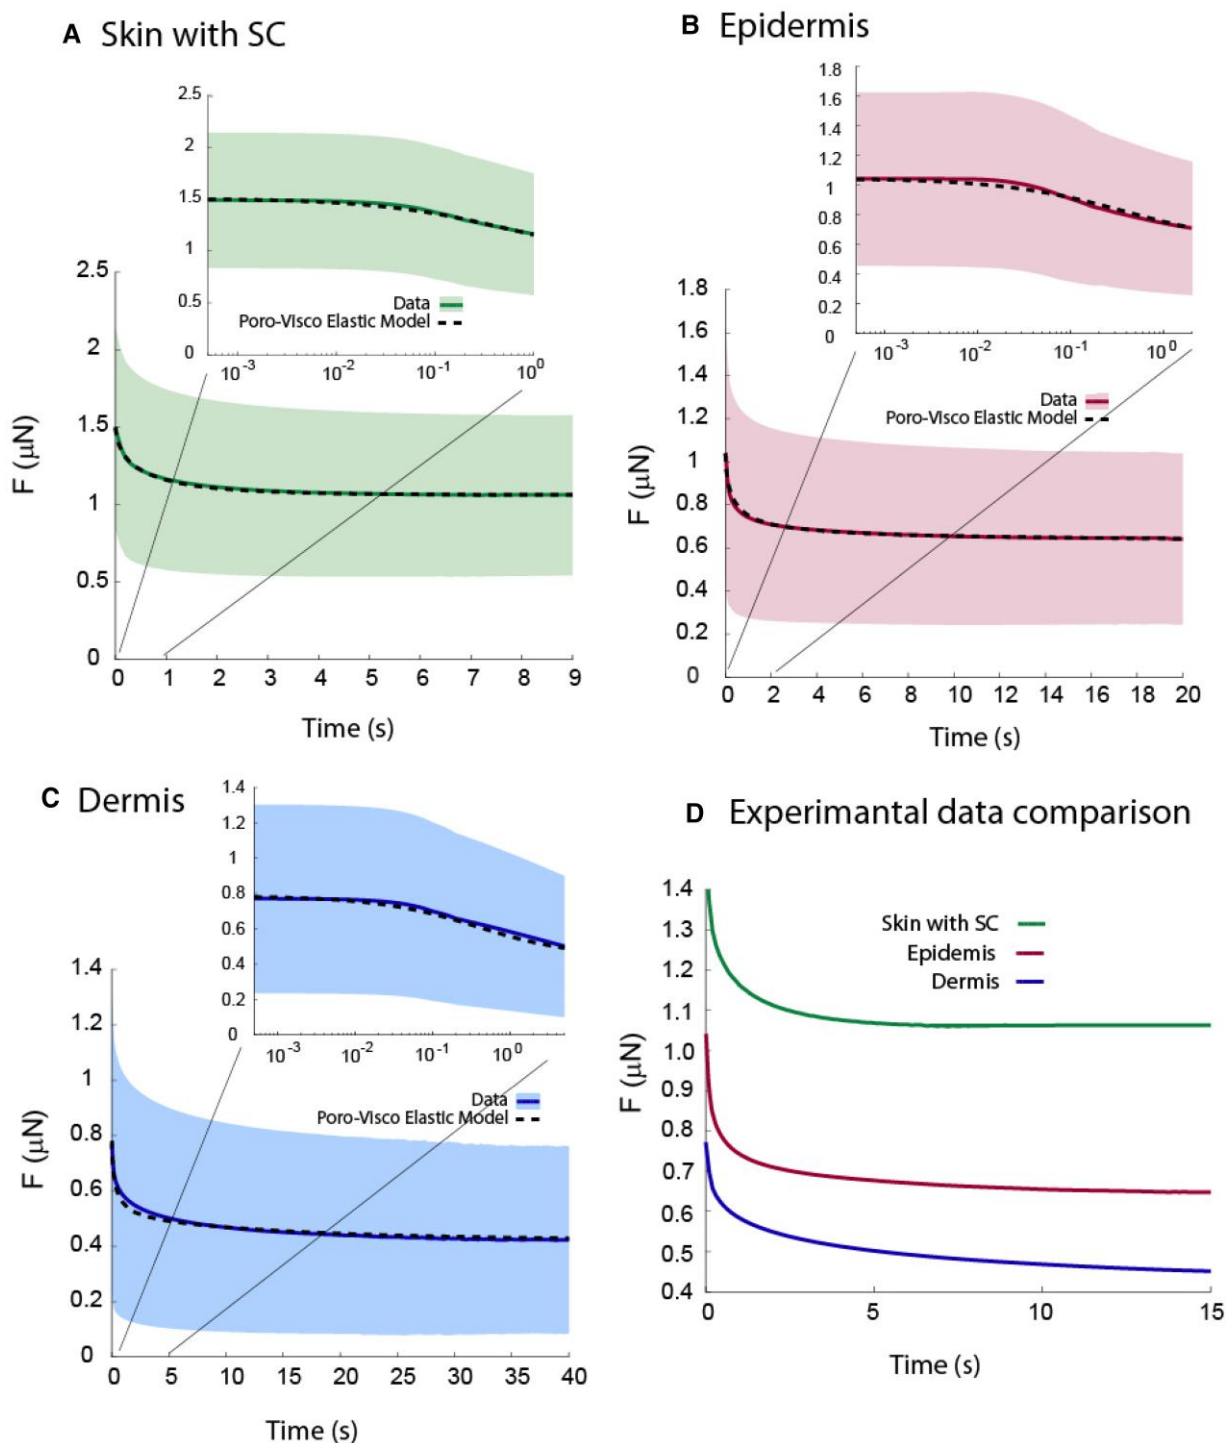 A Skin with SC
2.5
2
1.5
1
0.5
0
10⁻³ 10⁻² 10⁻¹ 10⁰
Data
Poro-Visco Elastic Model
2.5
2
1.5
1
0.5
0
F (μN)
0 1 2 3 4 5 6 7 8 9
Time (s)
B Epidermis
1.8
1.6
1.4
1.2
1
0.8
0.6
0.4
0.2
0
10⁻³ 10⁻² 10⁻¹ 10⁰
Data
Poro-Visco Elastic Model
1.8
1.6
1.4
1.2
1
0.8
0.6
0.4
0.2
0
F (μN)
0 2 4 6 8 10 12 14 16 18 20
Time (s)
C Dermis
1.4
1.2
1
0.8
0.6
0.4
0.2
0
10⁻³ 10⁻² 10⁻¹ 10⁰
Data
Poro-Visco Elastic Model
1.4
1.2
1
0.8
0.6
0.4
0.2
0
F (μN)
0 5 10 15 20 25 30 35 40
Time (s)
D Experimantal data comparison
1.4
1.3
1.2
1.1
1.0
0.9
0.8
0.7
0.6
0.5
0.4
F (μN)
Skin with SC
Epidemis
Dermis
0 5 10 15
Time (s)